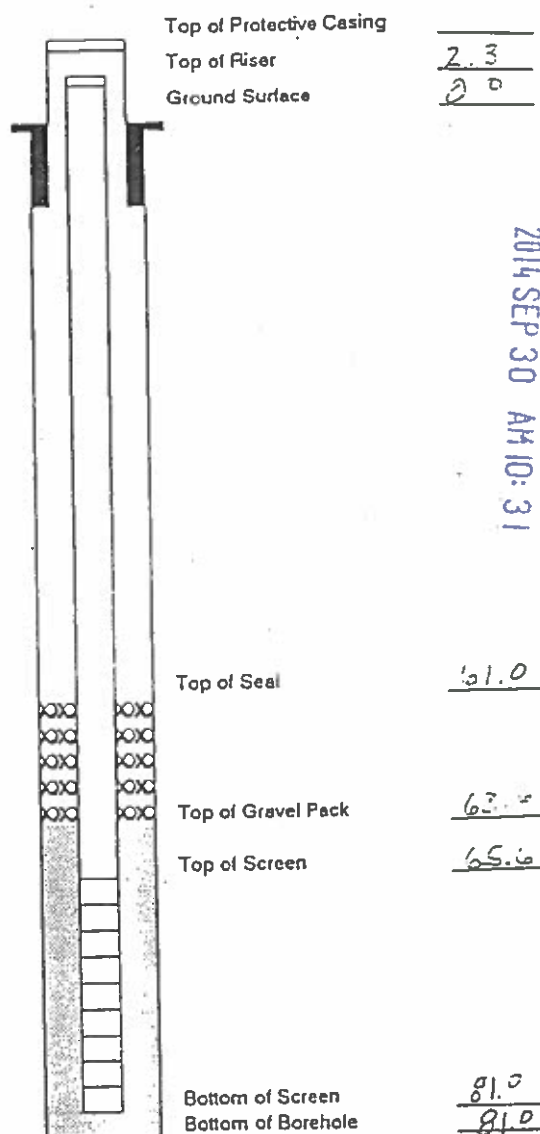 Top of Protective Casing
Top of Riser 2.3
Ground Surface
2014 SEP 30 AM 10: 31
Top of Seal 61.0
Top of Gravel Pack
Top of Screen 65.6
Bottom of Screen 81.0
Bottom of Borehole 81.0